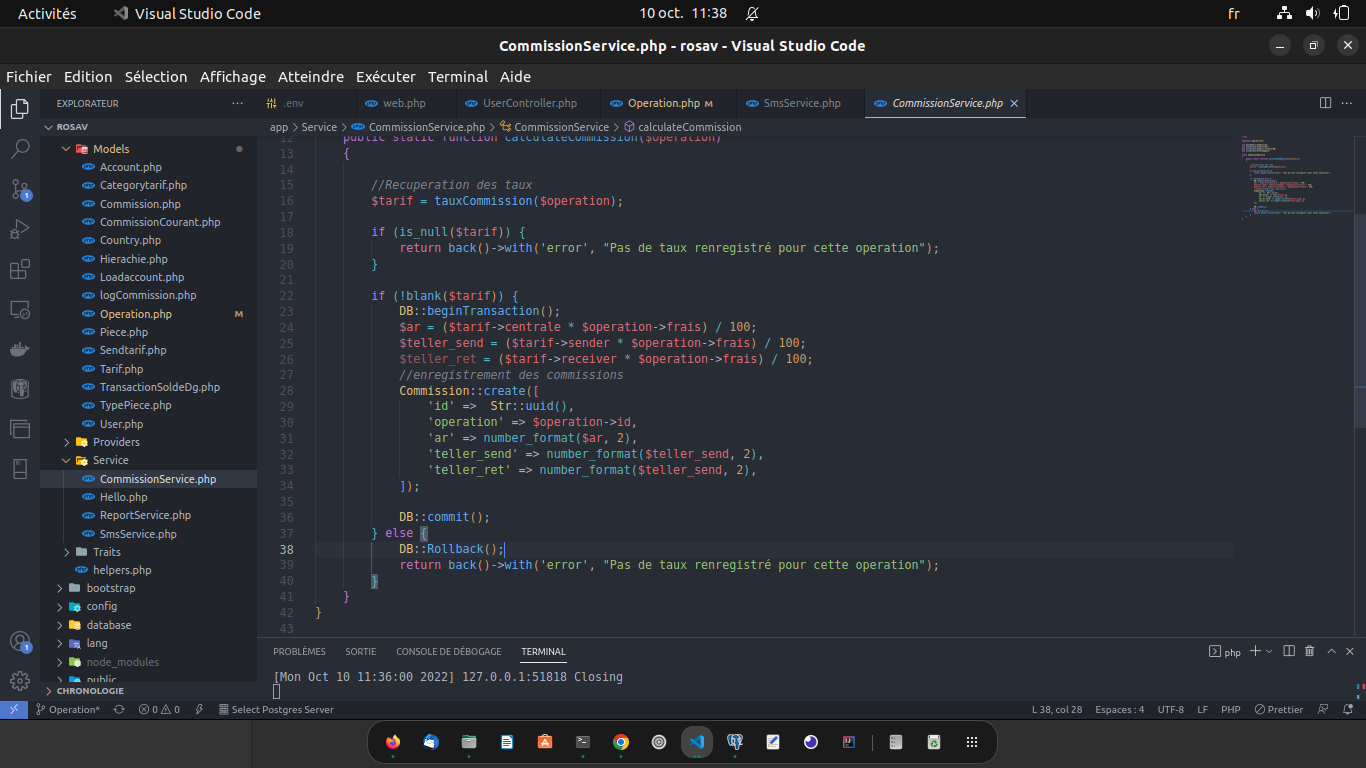 Activités
Visual Studio Code
10 oct. 11:38
fr
CommissionService.php - rosav - Visual Studio Code
Fichier Edition Sélection Affichage Atteindre Exécuter Terminal Aide
EXPLORATEUR
.env
web.php
UserController.php
Operation.php M
SmsService.php
CommissionService.php
ROSAV
app > Service > CommissionService.php > CommissionService > calculateCommission
Models
Account.php
Categorytarif.php
Commission.php
CommissionCourant.php
Country.php
Hierachie.php
Loadaccount.php
logCommission.php
Operation.php M
Piece.php
Sendtarif.php
Tarif.php
TransactionSoldeDg.php
TypePiece.php
User.php
Providers
Service
CommissionService.php
Hello.php
ReportService.php
SmsService.php
Traits
helpers.php
bootstrap
config
database
lang
node_modules
public
CHRONOLOGIE
1
1
12 public static function calculateCommission($operation)
13 {
14
15 //Recuperation des taux
16 $tarif = tauxCommission($operation);
17
18 if (is_null($tarif)) {
19 return back()->with('error', "Pas de taux renregistré pour cette operation");
20 }
21
22 if (!blank($tarif)) {
23 DB::beginTransaction();
24 $ar = ($tarif->centrale * $operation->frais) / 100;
25 $teller_send = ($tarif->sender * $operation->frais) / 100;
26 $teller_ret = ($tarif->receiver * $operation->frais) / 100;
27 //enregistrement des commissions
28 Commission::create([
29 'id' => Str::uuid(),
30 'operation' => $operation->id,
31 'ar' => number_format($ar, 2),
32 'teller_send' => number_format($teller_send, 2),
33 'teller_ret' => number_format($teller_send, 2),
34 ]);
35
36 DB::commit();
37 } else {
38 DB::Rollback();
39 return back()->with('error', "Pas de taux renregistré pour cette operation");
40 }
41 }
42 }
43
PROBLÈMES SORTIE CONSOLE DE DÉBOGAGE TERMINAL
php
[Mon Oct 10 11:36:00 2022] 127.0.0.1:51818 Closing
Operation* 0 0 Select Postgres Server
L 38, col 28 Espaces : 4 UTF-8 LF PHP Prettier